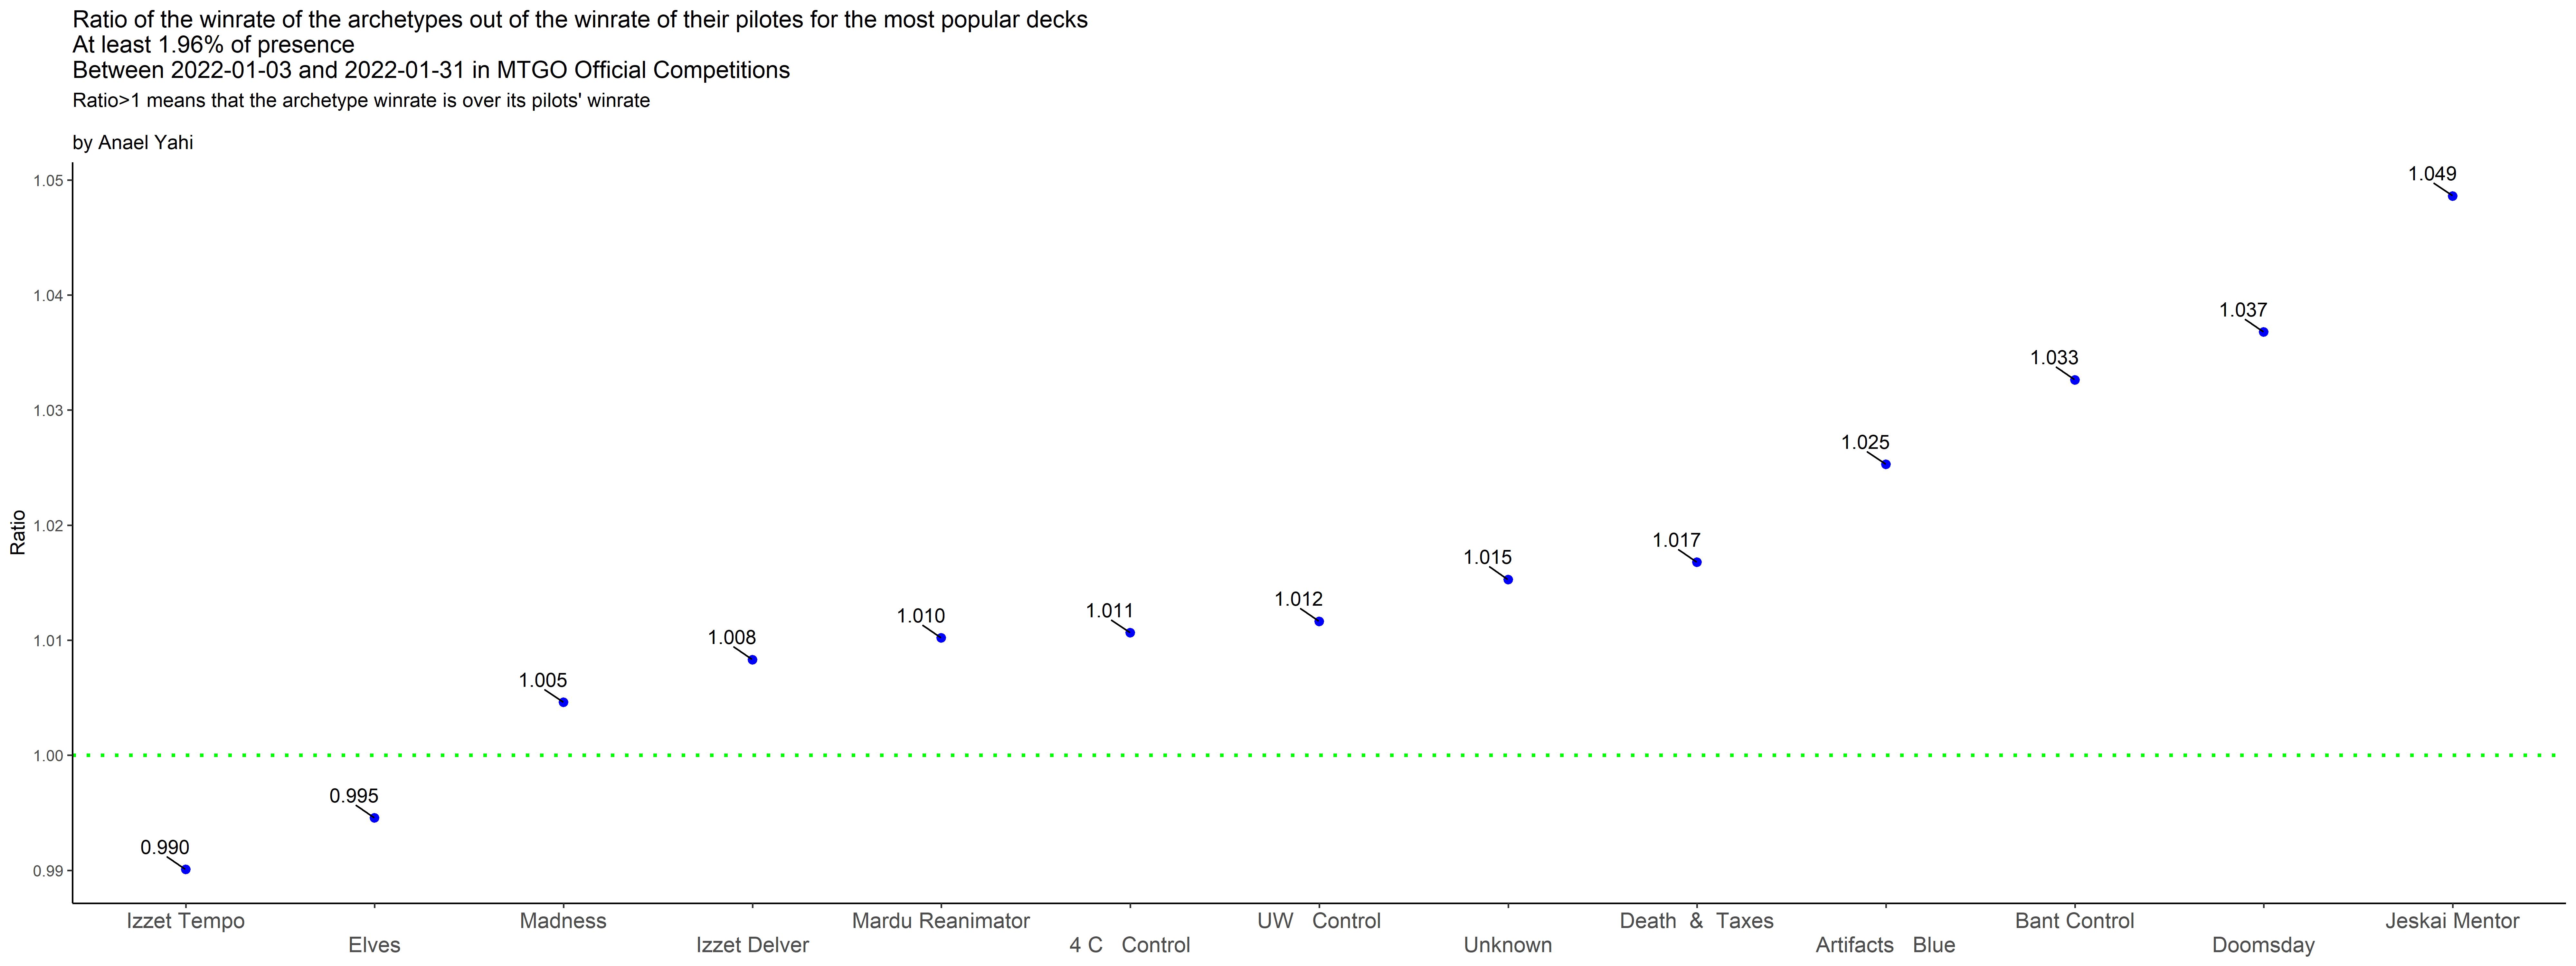 Ratio of the winrate of the archetypes out of the winrate of their pilotes for the most popular decks
At least 1.96% of presence
Between 2022-01-03 and 2022-01-31 in MTGO Official Competitions
Ratio>1 means that the archetype winrate is over its pilots' winrate
by Anael Yahi
Ratio
1.05
1.04
1.03
1.02
1.01
1.00
0.99
0.990
0.995
1.005
1.008
1.010
1.011
1.012
1.015
1.017
1.025
1.033
1.037
1.049
Izzet Tempo
Elves
Madness
Izzet Delver
Mardu Reanimator
4 C Control
UW Control
Unknown
Death & Taxes
Artifacts Blue
Bant Control
Doomsday
Jeskai Mentor